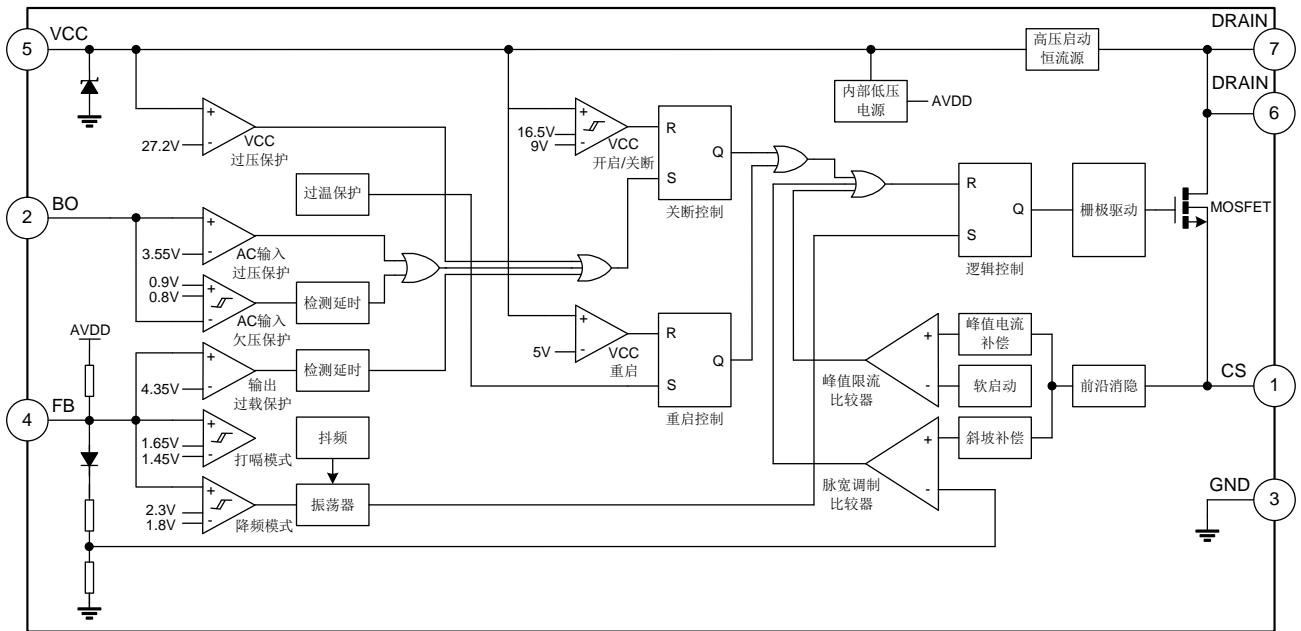 VCC
5
DRAIN
7
高压启动
恒流源
DRAIN
6
内部低压
电源
AVDD
+
-
27.2V
VCC
过压保护
+
-
16.5V
9V
VCC
开启/关断
R
Q
S
关断控制
过温保护
BO
2
+
-
3.55V
AC输入
过压保护
0.9V
0.8V
+
-
AC输入
欠压保护
检测延时
R
Q
S
逻辑控制
栅极驱动
MOSFET
AVDD
+
-
4.35V
输出
过载保护
检测延时
+
-
5V
VCC
重启
R
Q
S
重启控制
+
-
峰值限流
比较器
峰值电流
补偿
软启动
前沿消隐
CS
1
FB
4
+
-
1.65V
1.45V
打嗝模式
抖频
+
-
2.3V
1.8V
降频模式
振荡器
+
-
脉宽调制
比较器
斜坡补偿
GND
3